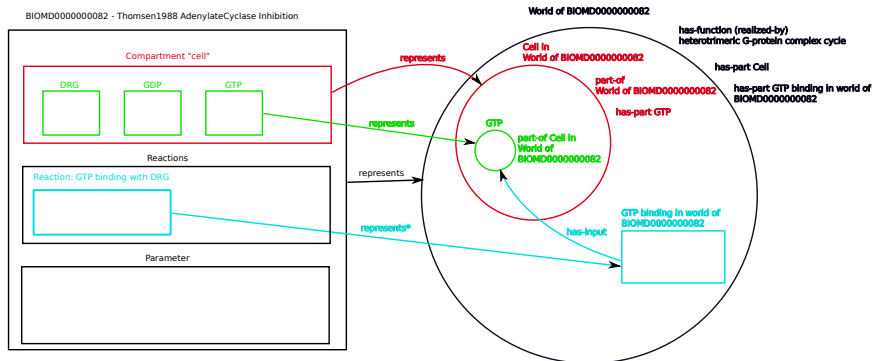 BIOMD0000000082 - Thomsen1988 AdenylateCyclase Inhibition
Compartment "cell"
DRG
GDP
GTP
Reactions
Reaction: GTP binding with DRG
Parameter
represents
represents
represents
represents*
World of BIOMD0000000082
has-function (realized-by)
heterotrimeric G-protein complex cycle
has-part Cell
has-part GTP binding in world of
BIOMD0000000082
Cell in
World of BIOMD0000000082
part-of
World of BIOMD0000000082
has-part GTP
GTP
part-of Cell in
World of
BIOMD0000000082
GTP binding in world of
BIOMD0000000082
has-input